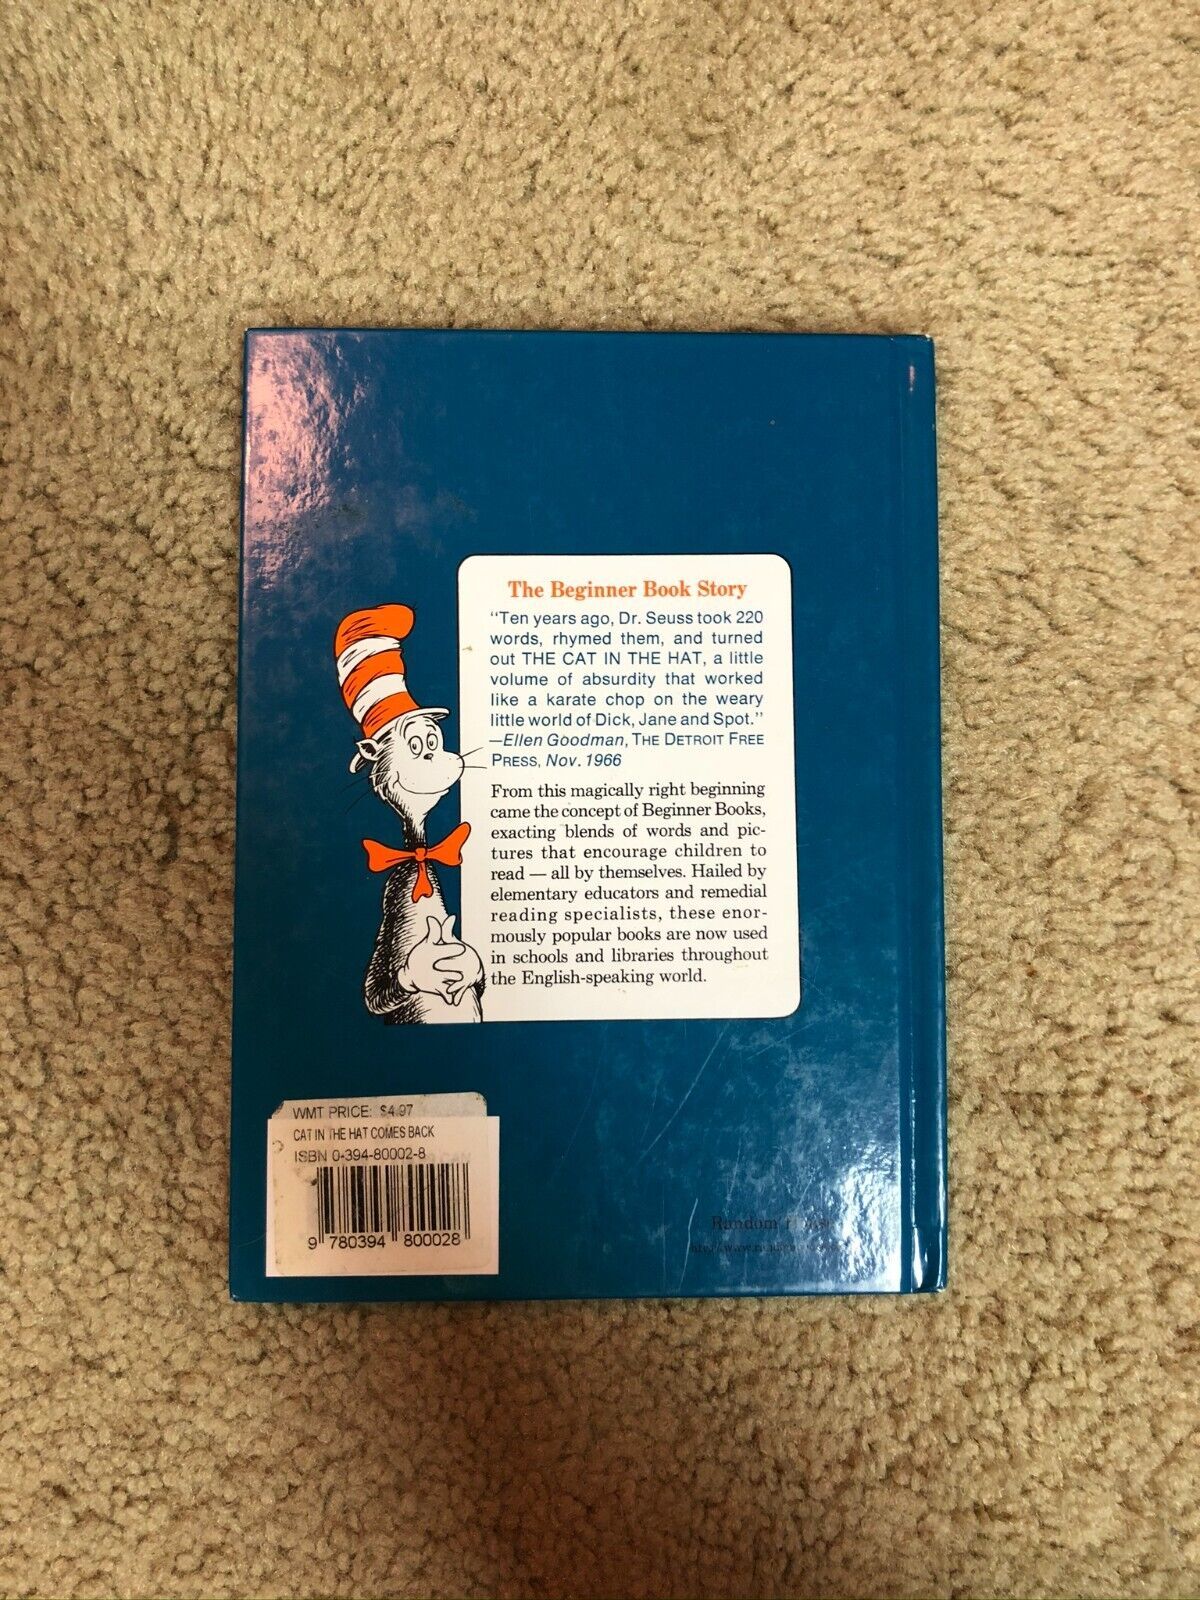 The Beginner Book Story
"Ten years ago, Dr. Seuss took 220
words, rhymed them, and turned
out THE CAT IN THE HAT, a little
volume of absurdity that worked
like a karate chop on the weary
little world of Dick, Jane and Spot."
—Ellen Goodman, THE DETROIT FREE
PRESS, Nov. 1966
From this magically right beginning
came the concept of Beginner Books,
exacting blends of words and pic-
tures that encourage children to
read — all by themselves. Hailed by
elementary educators and remedial
reading specialists, these enor-
mously popular books are now used
in schools and libraries throughout
the English-speaking world.
WMT PRICE: $4.97
CAT IN THE HAT COMES BACK
ISBN 0-394-80002-8
9 780394 800028
Random House